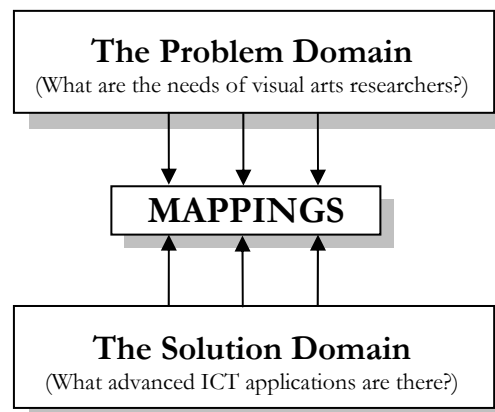 The Problem Domain
(What are the needs of visual arts researchers?)
MAPPINGS
The Solution Domain
(What advanced ICT applications are there?)